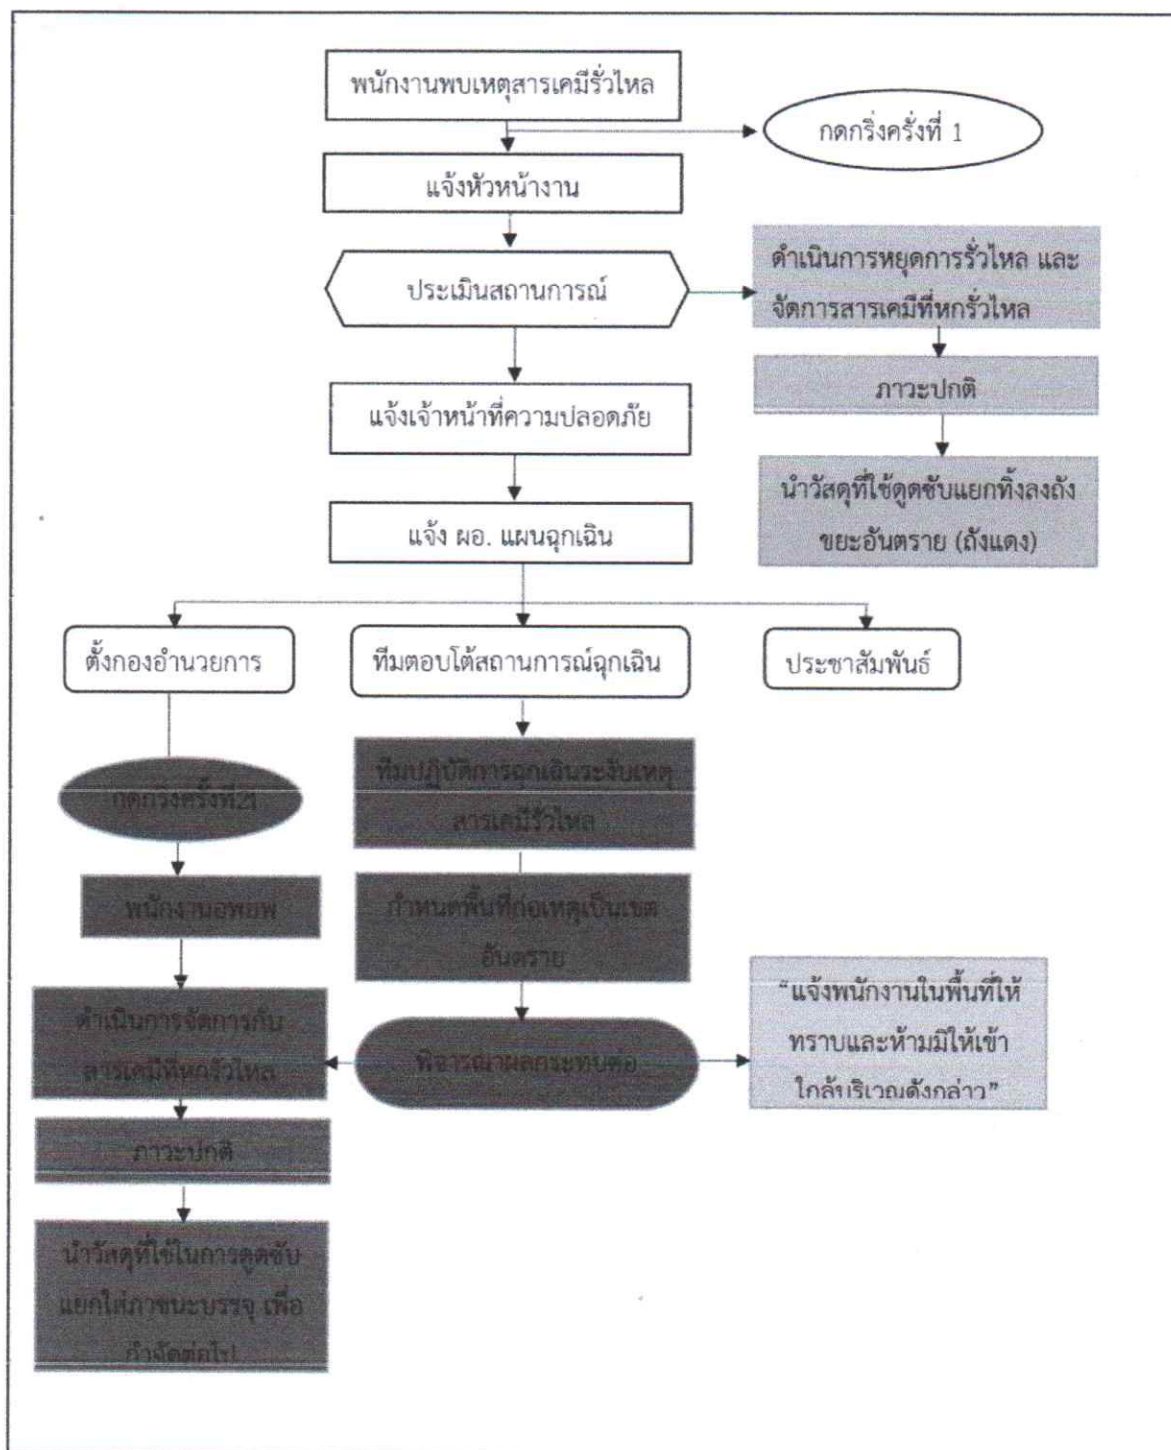 พนักงานพบเหตุสารเคมีรั่วไหล
กดกริ่งครั้งที่ 1
แจ้งหัวหน้างาน
ประเมินสถานการณ์
ดำเนินการหยุดการรั่วไหล และ
จัดการสารเคมีที่หกรั่วไหล
ภาวะปกติ
แจ้งเจ้าหน้าที่ความปลอดภัย
นำวัสดุที่ใช้ดูดซับแยกทิ้งลงถัง
ขยะอันตราย (ถังแดง)
แจ้ง ผอ. แผนฉุกเฉิน
ตั้งกองอำนวยการ
ทีมตอบโต้สถานการณ์ฉุกเฉิน
ประชาสัมพันธ์
กดกริ่งครั้งที่
ทีมปฏิบัติการฉุกเฉินระงับเหตุ
สารเคมีรั่วไหล
พนักงานอพยพ
กำหนดพื้นที่ก่อเหตุเป็นเขต
อันตราย
ดำเนินการจัดการกับ
สารเคมีที่หกรั่วไหล
พิจารณาผลกระทบต่อ
"แจ้งพนักงานในพื้นที่ให้
ทราบและห้ามมิให้เข้า
ใกล้บริเวณดังกล่าว"
ภาวะปกติ
นำวัสดุที่ใช้ในการดูดซับ
แยกใส่ภาชนะบรรจุ เพื่อ
กำจัดต่อไป